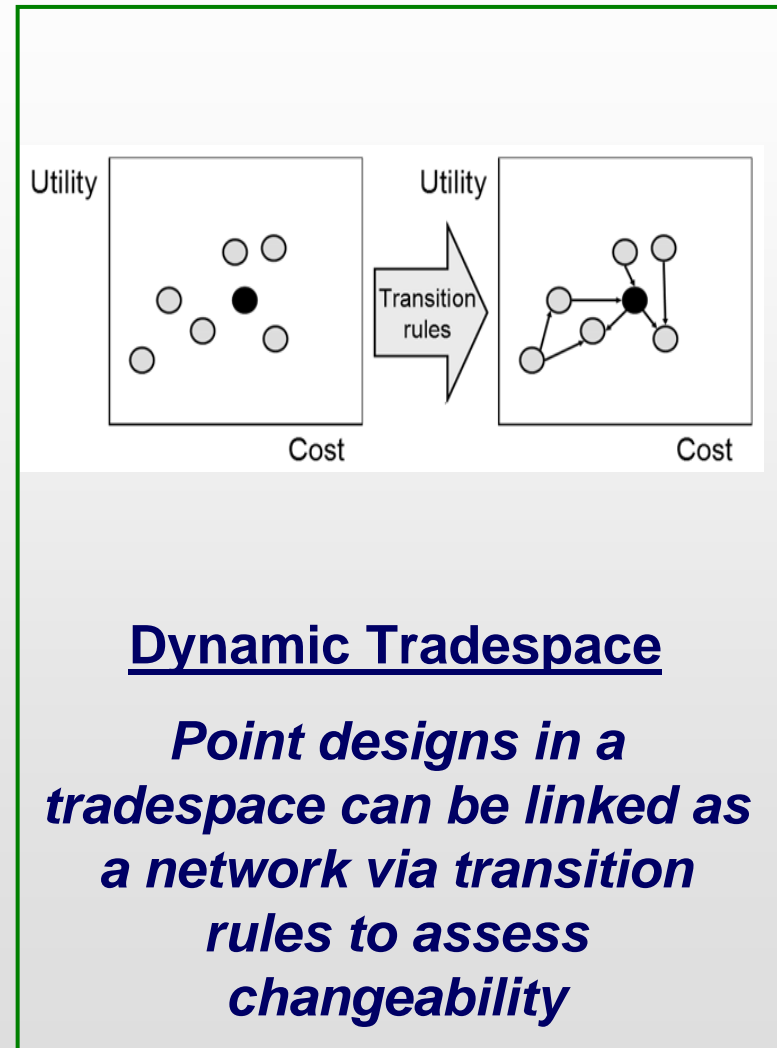 Utility
Utility
Transition
rules
Cost
Cost
Dynamic Tradespace
Point designs in a
tradespace can be linked as
a network via transition
rules to assess
changeability